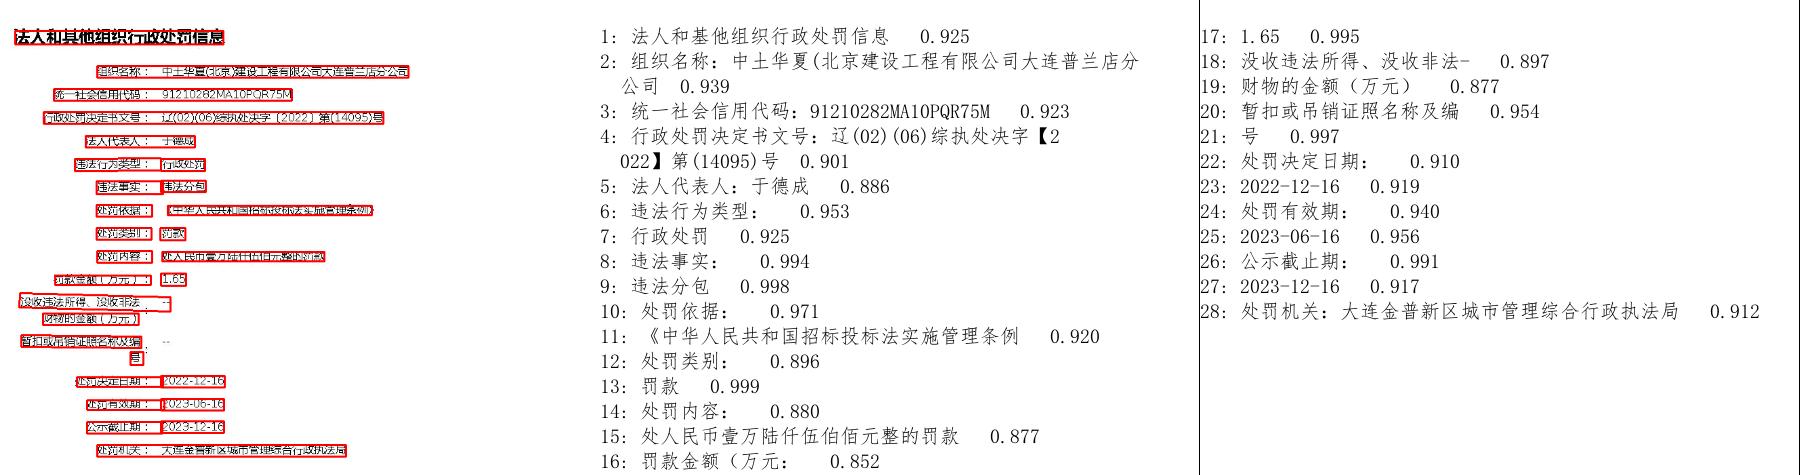 法人和其他组织行政处罚信息
组织名称： 中土华夏(北京)建设工程有限公司大连普兰店分公司
统一社会信用代码： 91210282MA10PQR75M
行政处罚决定书文号： 辽(02)(06)综执处决字〔2022〕第(14095)号
法人代表人： 于德成
违法行为类型： 行政处罚
违法事实： 违法分包
处罚依据： 《中华人民共和国招标投标法实施管理条例》
处罚类别： 罚款
处罚内容： 处人民币壹万陆仟伍佰元整的罚款
罚款金额(万元)： 1.65
没收违法所得、没收非法 --
财物的金额(万元)：
暂扣或吊销证照名称及编 --
号：
处罚决定日期： 2022-12-16
处罚有效期： 2023-06-16
公示截止期： 2023-12-16
处罚机关： 大连金普新区城市管理综合行政执法局
1: 法人和基他组织行政处罚信息 0.925
2: 组织名称: 中土华夏(北京建设工程有限公司大连普兰店分
公司 0.939
3: 统一社会信用代码: 91210282MA10PQR75M 0.923
4: 行政处罚决定书文号: 辽(02)(06)综执处决字【2
022】第(14095)号 0.901
5: 法人代表人: 于德成 0.886
6: 违法行为类型: 0.953
7: 行政处罚 0.925
8: 违法事实: 0.994
9: 违法分包 0.998
10: 处罚依据: 0.971
11: 《中华人民共和国招标投标法实施管理条例 0.920
12: 处罚类别: 0.896
13: 罚款 0.999
14: 处罚内容: 0.880
15: 处人民币壹万陆仟伍伯佰元整的罚款 0.877
16: 罚款金额（万元: 0.852
17: 1.65 0.995
18: 没收违法所得、没收非法- 0.897
19: 财物的金额（万元） 0.877
20: 暂扣或吊销证照名称及编 0.954
21: 号 0.997
22: 处罚决定日期: 0.910
23: 2022-12-16 0.919
24: 处罚有效期: 0.940
25: 2023-06-16 0.956
26: 公示截止期: 0.991
27: 2023-12-16 0.917
28: 处罚机关: 大连金普新区城市管理综合行政执法局 0.912